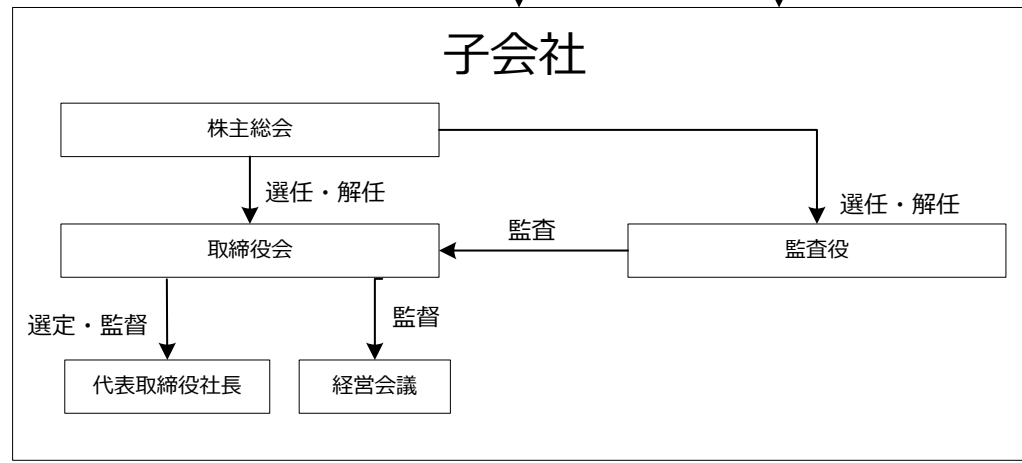 子会社
株主総会
選任・解任
選任・解任
取締役会
監査
監査役
選定・監督
監督
代表取締役社長
経営会議